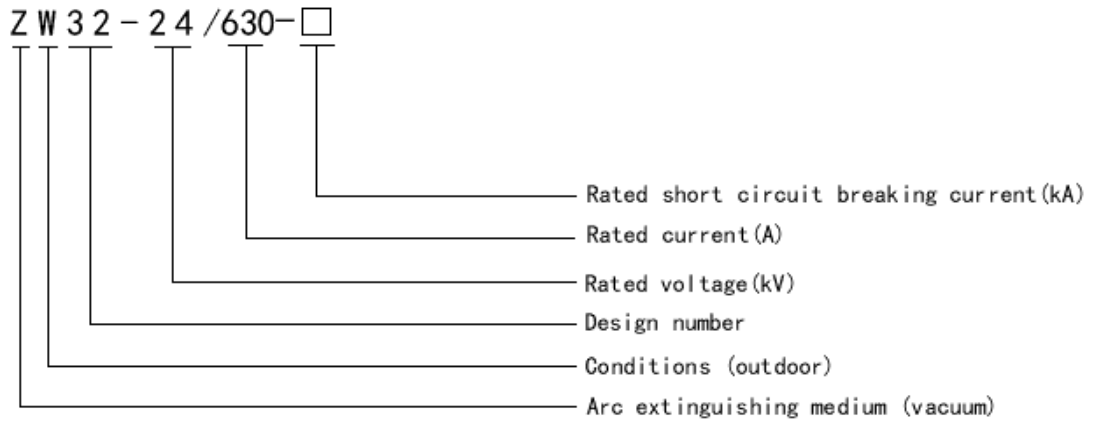 ZW32-24/630-□
Rated short circuit breaking current(kA)
Rated current(A)
Rated voltage(kV)
Design number
Conditions (outdoor)
Arc extinguishing medium (vacuum)